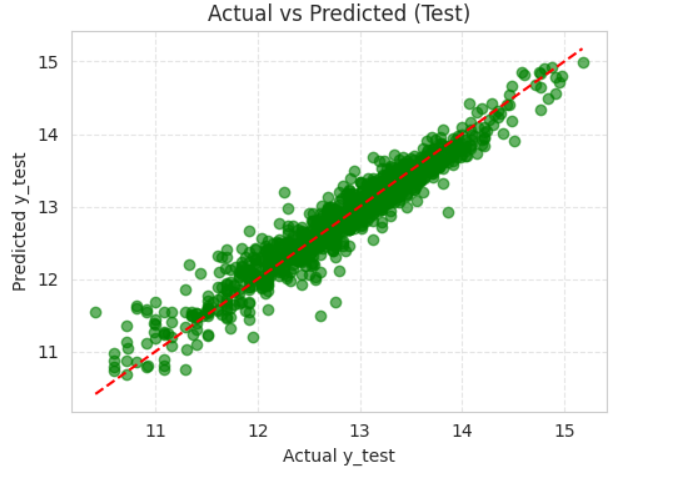 Actual vs Predicted (Test)
15
14
13
12
11
Predicted y_test
11 12 13 14 15
Actual y_test